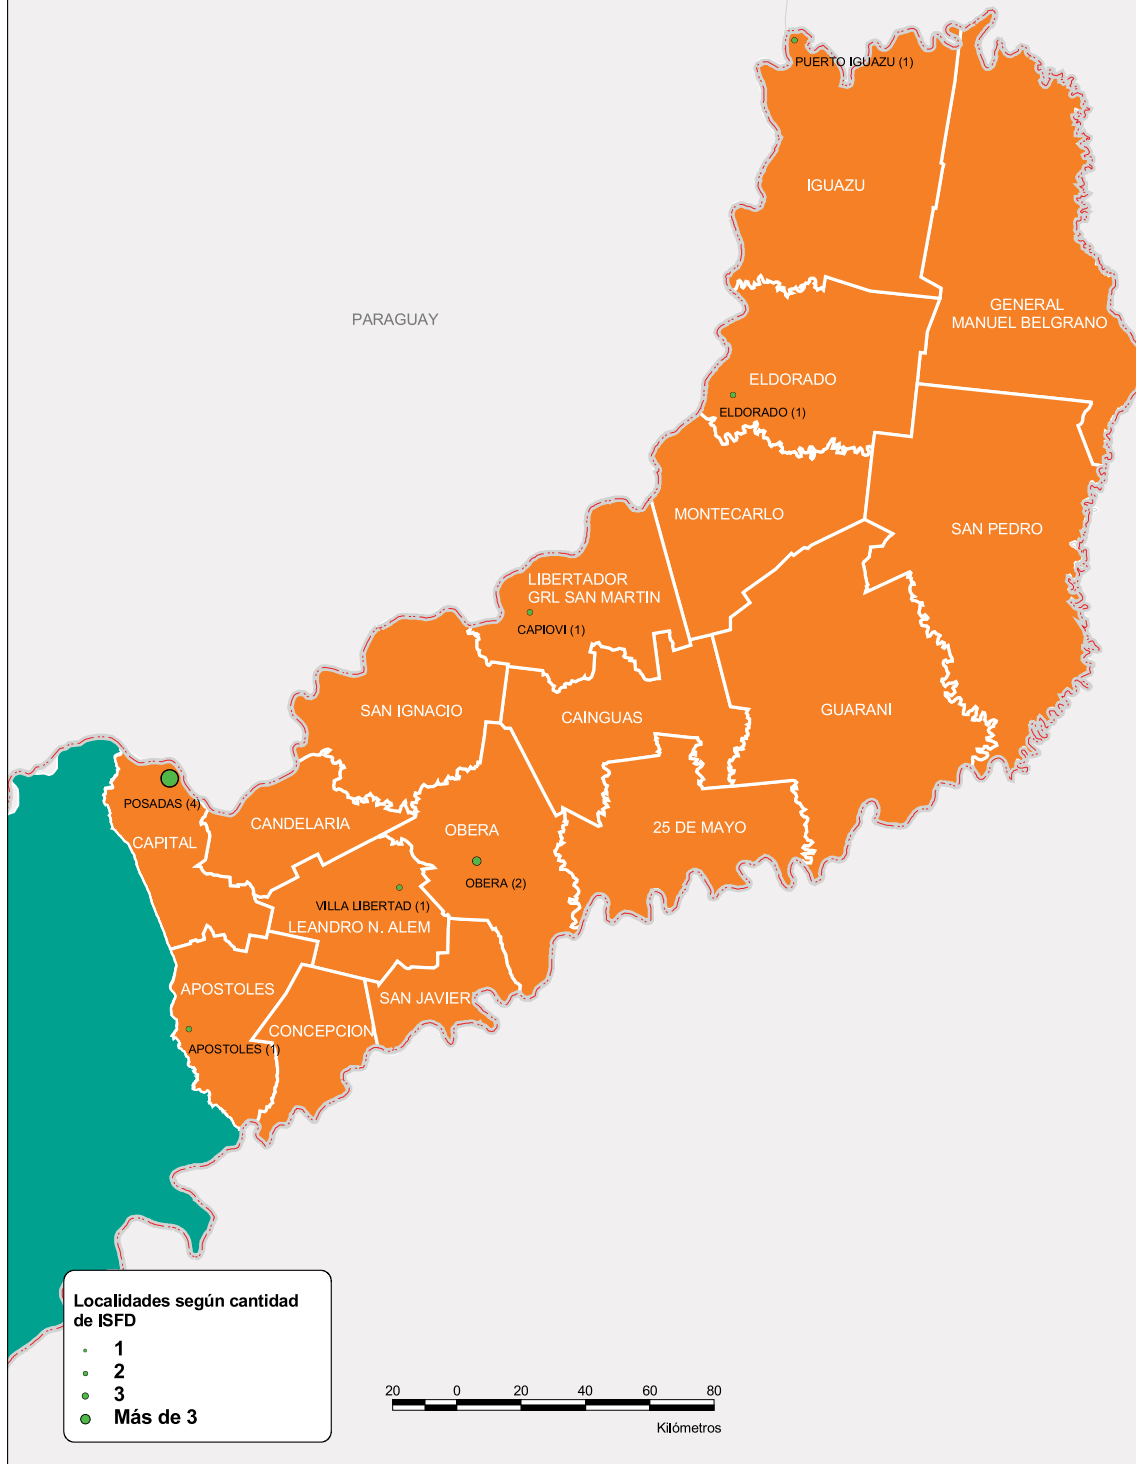 PUERTO IGUAZU (1)
IGUAZU
GENERAL
MANUEL BELGRANO
PARAGUAY
ELDORADO
ELDORADO (1)
MONTECARLO
SAN PEDRO
LIBERTADOR
GRL SAN MARTIN
CAPIOVI (1)
SAN IGNACIO
CAINGUAS
GUARANI
POSADAS (4)
CAPITAL
CANDELARIA
OBERA
25 DE MAYO
OBERA (2)
VILLA LIBERTAD (1)
LEANDRO N. ALEM
APOSTOLES
SAN JAVIER
CONCEPCION
APOSTOLES (1)
Localidades según cantidad
de ISFD
1
2
3
Más de 3
20 0 20 40 60 80
Kilómetros